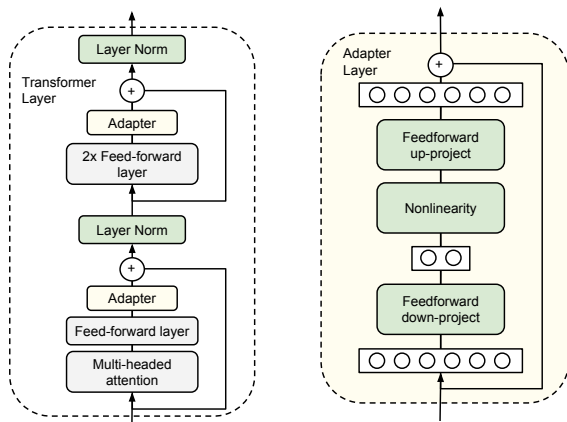 Layer Norm
Transformer
Layer
+
Adapter
2x Feed-forward
layer
Layer Norm
+
Adapter
Feed-forward layer
Multi-headed
attention
Adapter
Layer
+
Feedforward
up-project
Nonlinearity
Feedforward
down-project